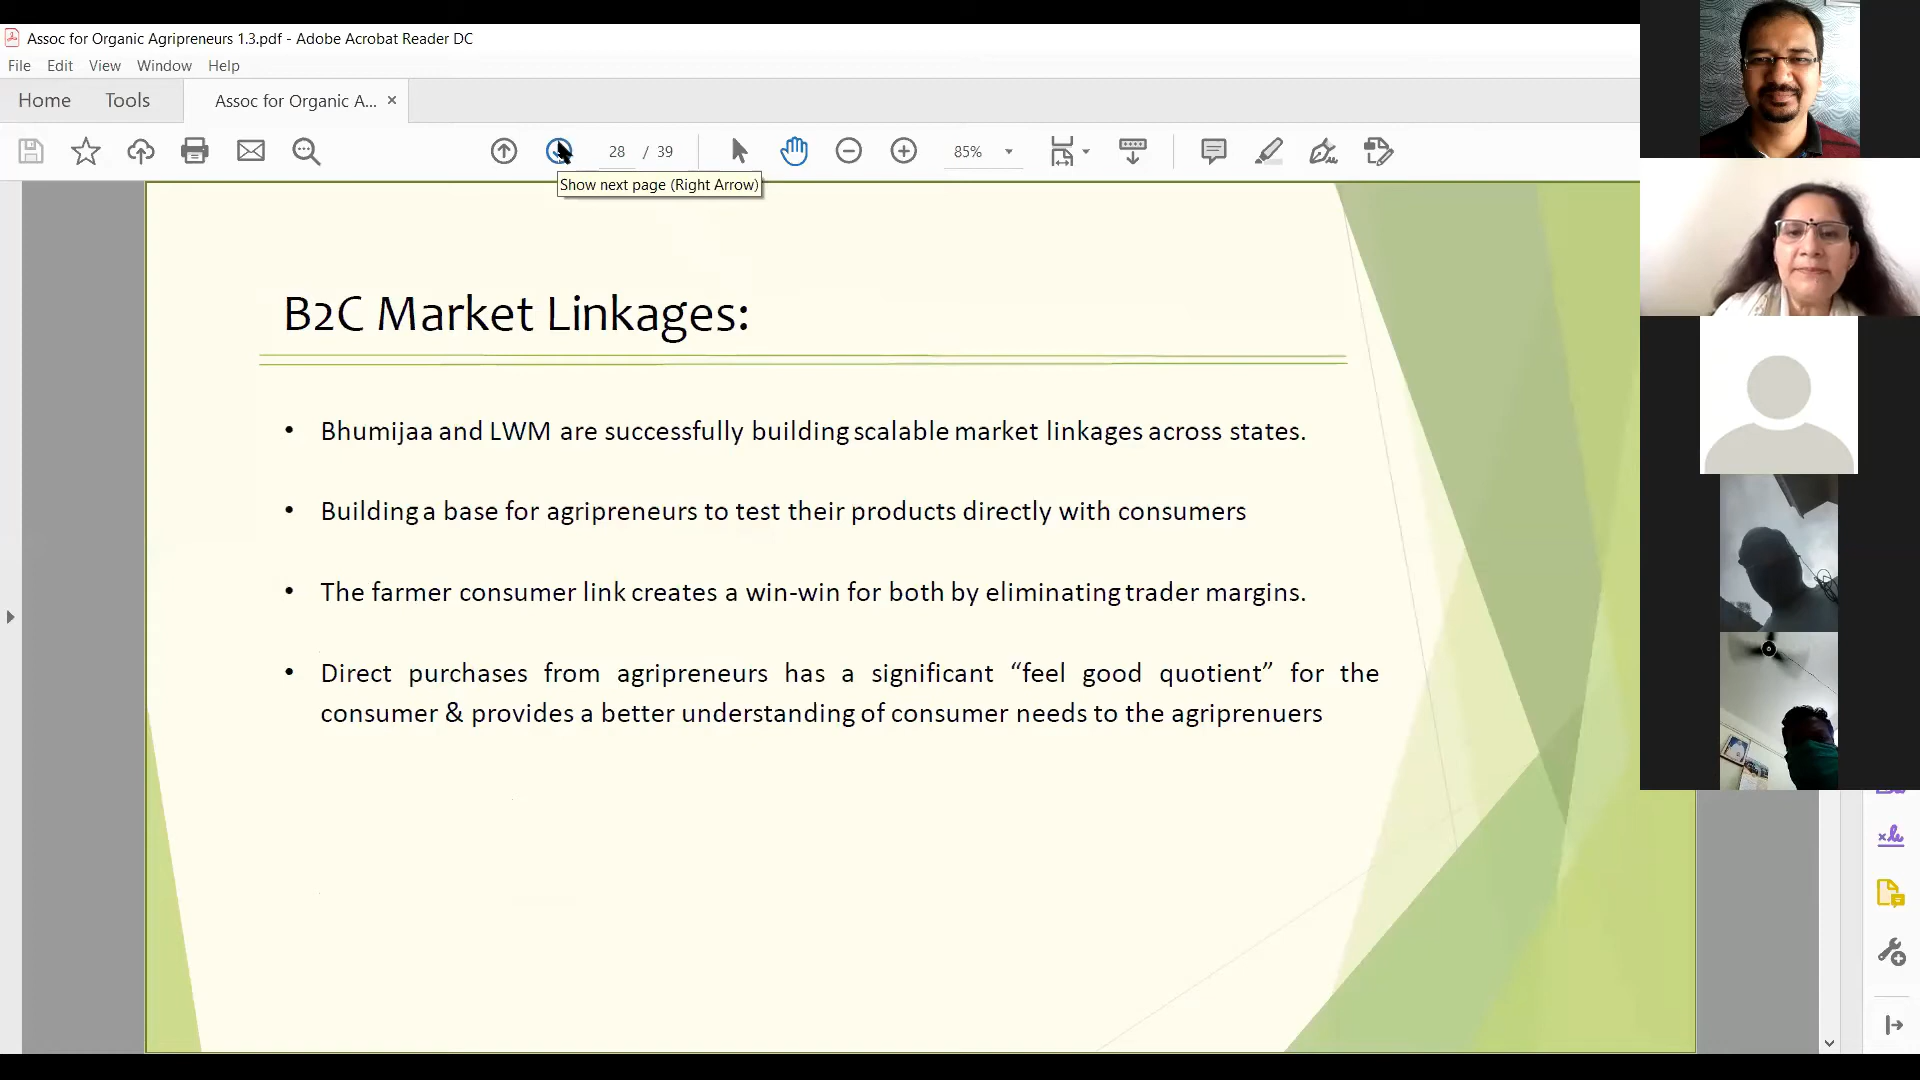 Assoc for Organic Agripreneurs 1.3.pdf - Adobe Acrobat Reader DC
File Edit View Window Help
Home Tools Assoc for Organic A... ×
28 / 39 85%
Show next page (Right Arrow)
B2C Market Linkages:
• Bhumijaa and LWM are successfully building scalable market linkages across states.
• Building a base for agripreneurs to test their products directly with consumers
• The farmer consumer link creates a win-win for both by eliminating trader margins.
• Direct purchases from agripreneurs has a significant “feel good quotient” for the
consumer & provides a better understanding of consumer needs to the agriprenuers